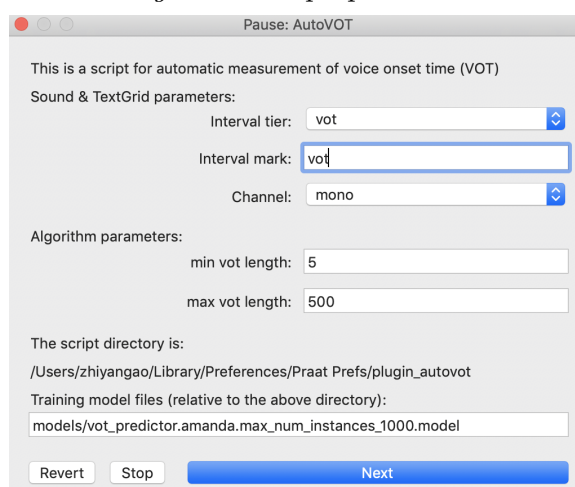 Pause: AutoVOT
This is a script for automatic measurement of voice onset time (VOT)
Sound & TextGrid parameters:
Interval tier: vot
Interval mark: vot
Channel: mono
Algorithm parameters:
min vot length: 5
max vot length: 500
The script directory is:
/Users/zhiyangao/Library/Preferences/Praat Prefs/plugin_autovot
Training model files (relative to the above directory):
models/vot_predictor.amanda.max_num_instances_1000.model
Revert Stop Next